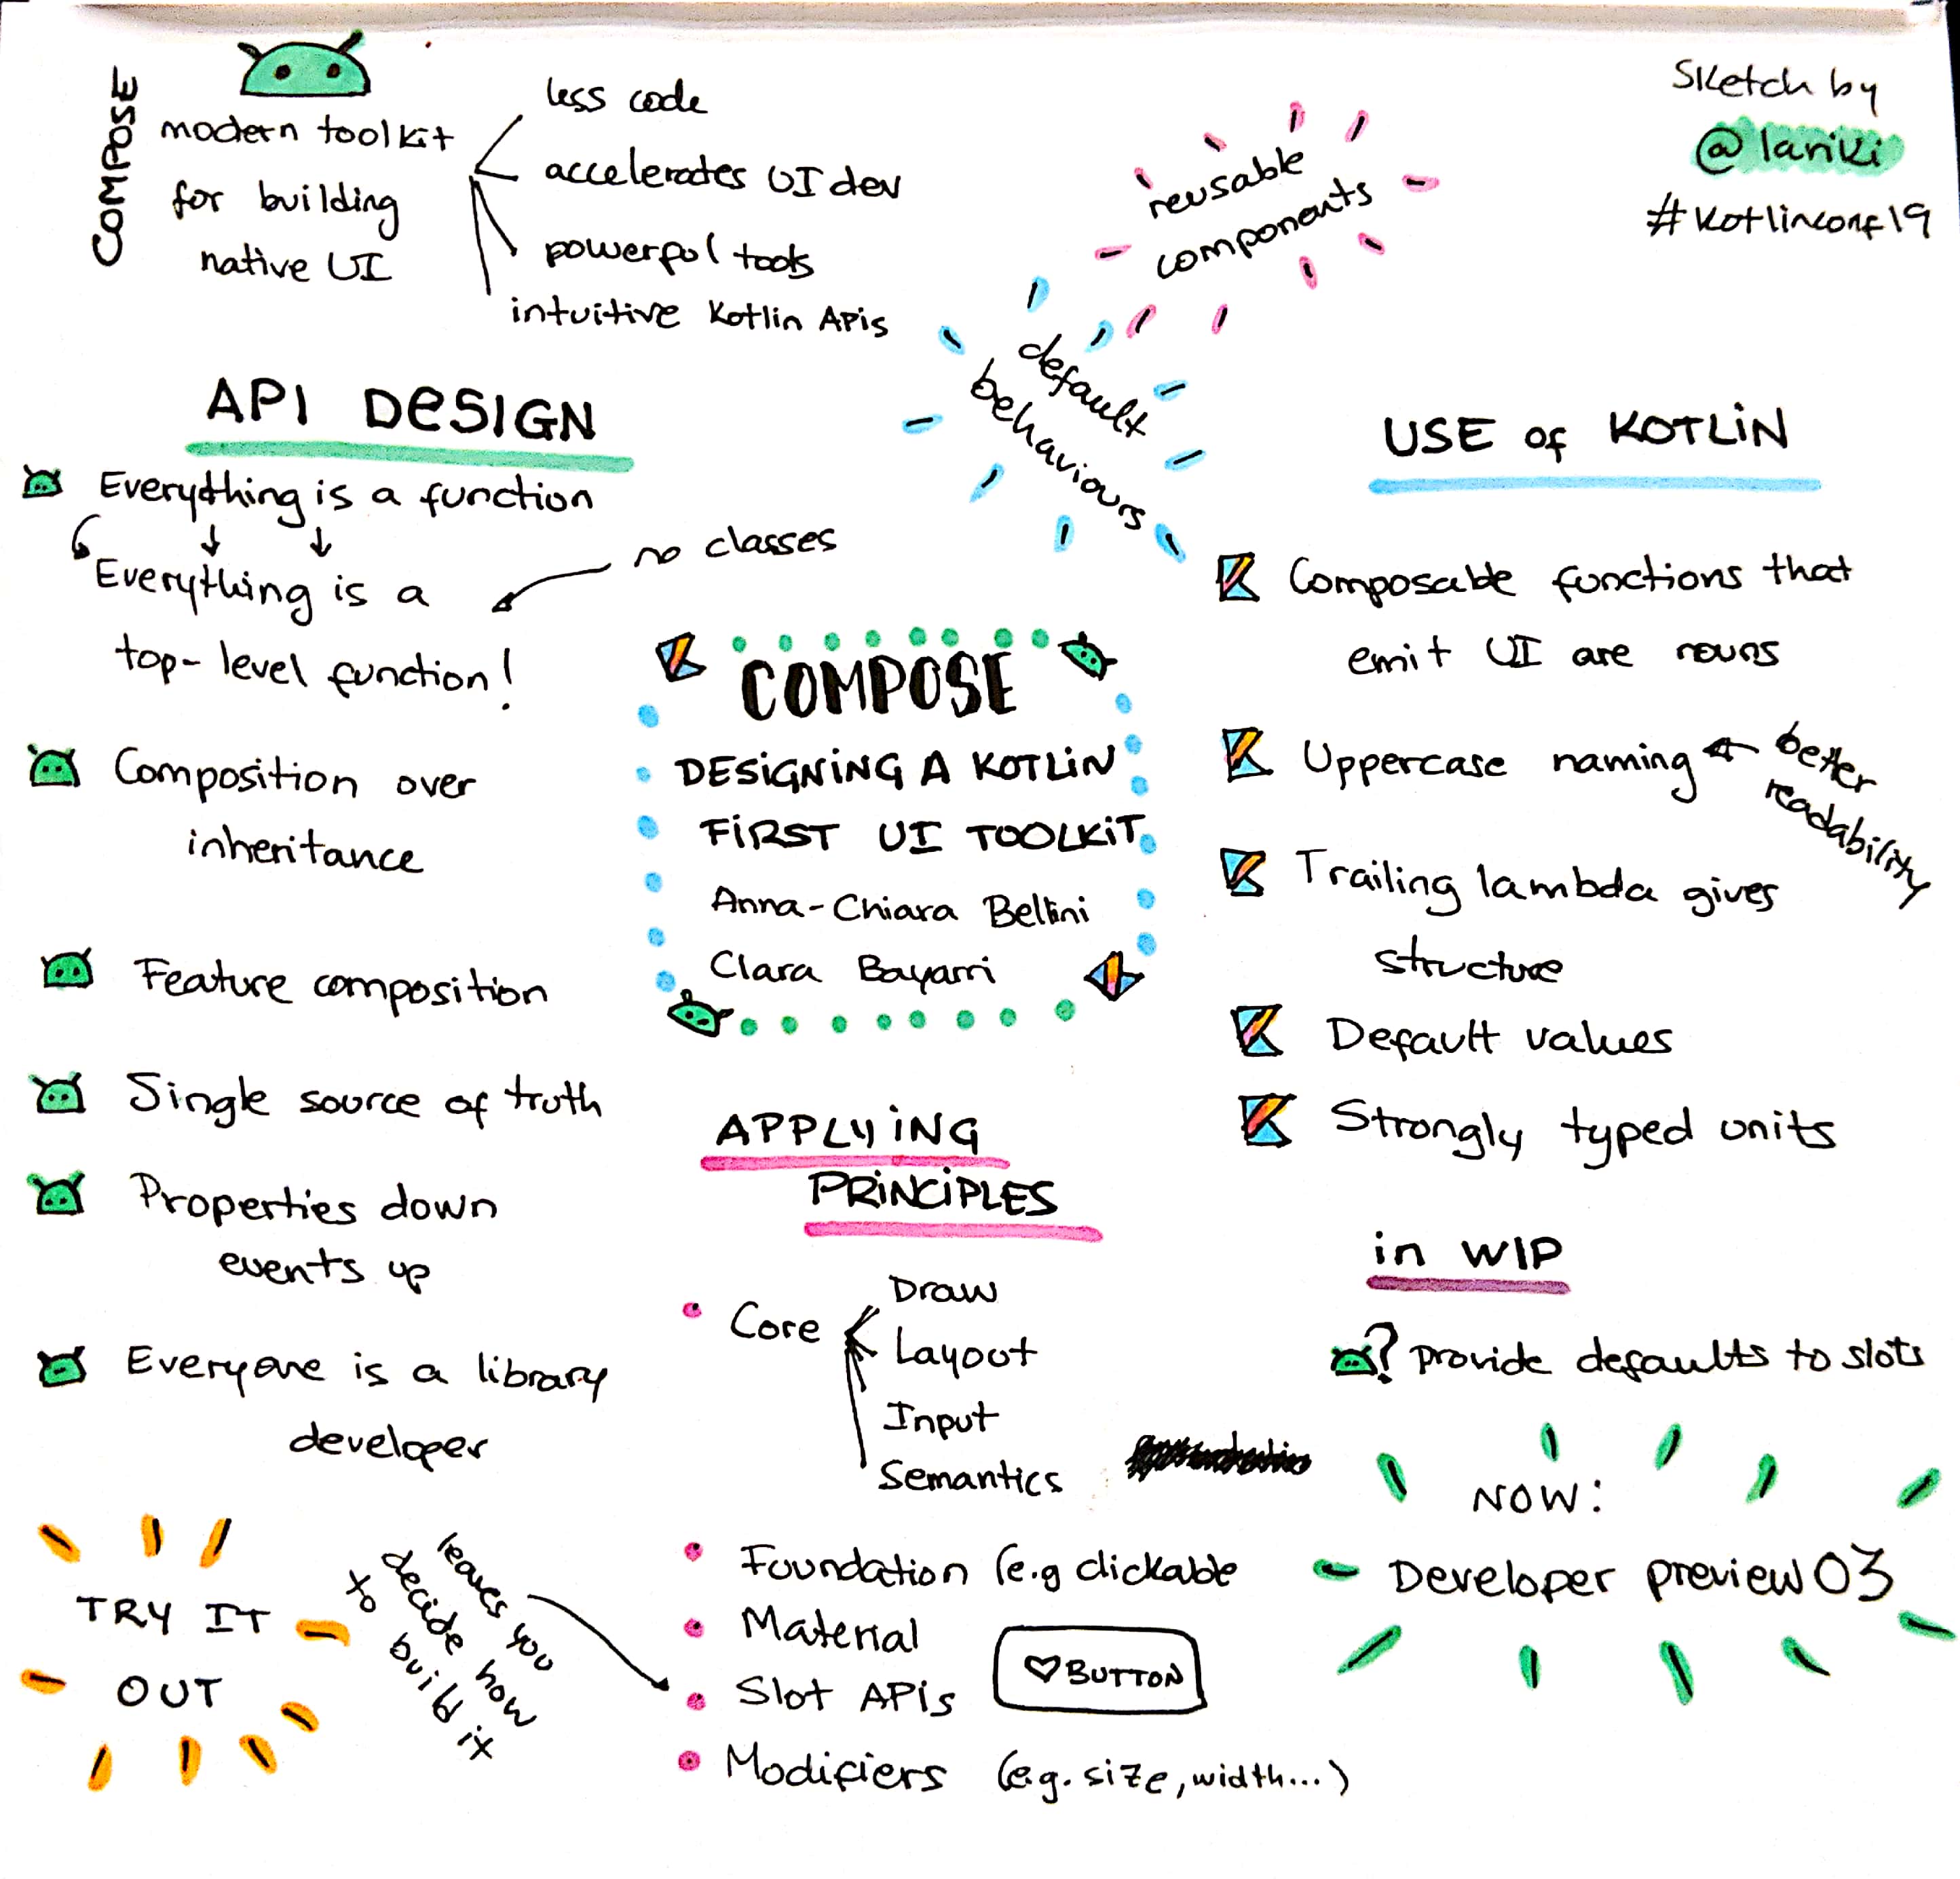 COMPOSE
modern toolkit
for building
native UI
less code
accelerates UI dev
powerful tools
intuitive Kotlin APis
reusable
components
default
behaviours
Sketch by
@lariki
#kotlinconf19
API DeSIGN
Everything is a function
Everything is a
top-level function!
no classes
Composition over
inheritance
Feature composition
Single source of truth
Properties down
events up
Everyone is a library
developer
TRY IT
OUT
COMPOSE
DESiGNiNG A KOTLiN
FiRST UI TOOLKiT
Anna-Chiara Bellini
Clara Bayarri
APPLYiNG
PRiNCiPLES
Core
Draw
Layout
Input
Semantics
Foundation (e.g clickable
Material
Slot APis
♡ BUTTON
Modifiers (e.g. size, width...)
leaves you
decide how
to build it
USE of KOTLiN
Composable functions that
emit UI are nouns
Uppercase naming
better
readability
Trailing lambda gives
structure
Default values
Strongly typed units
in WIP
? provide defaults to slots
NOW:
Developer preview 03